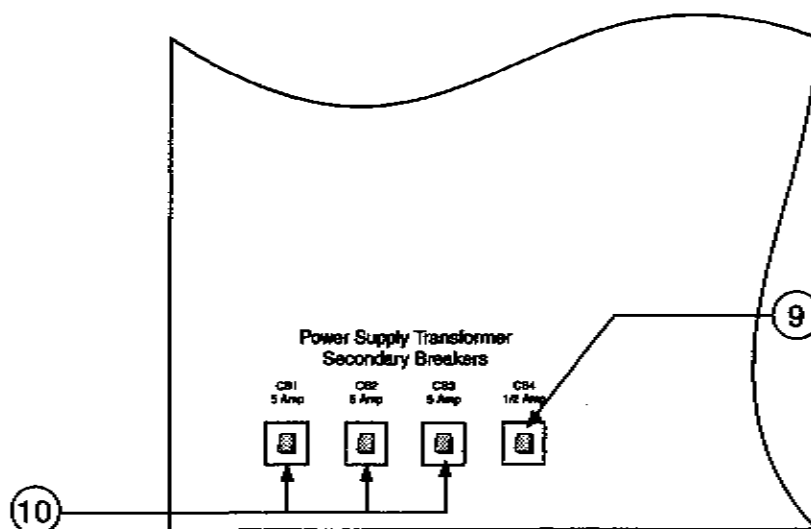 Power Supply Transformer
Secondary Breakers
CB1 CB2 CB3 CB4
5 Amp 5 Amp 5 Amp 1/2 Amp
9
10